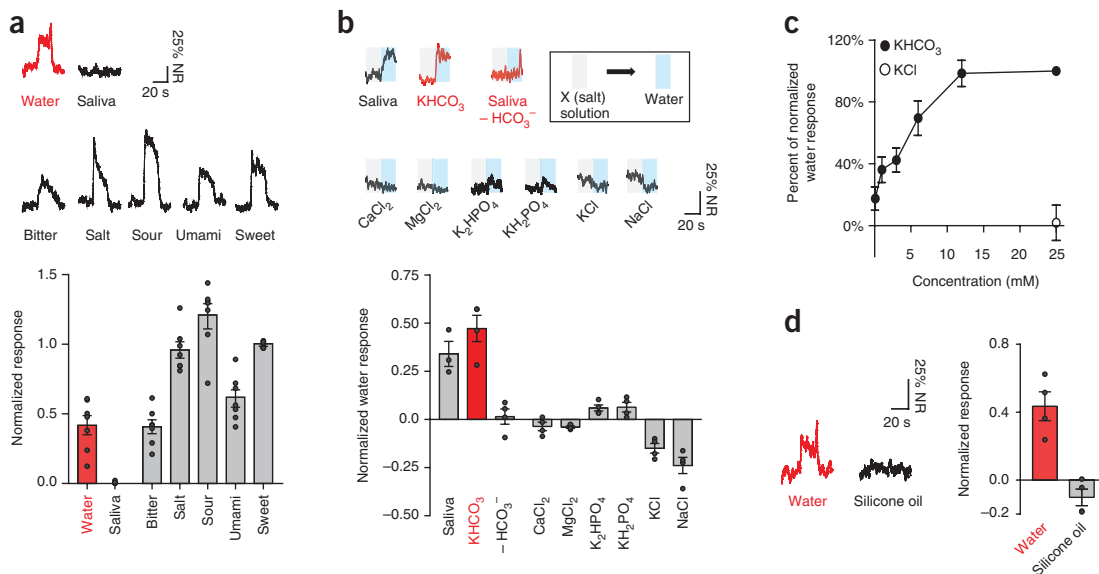 a
25% NR
20 s
Water Saliva
Bitter Salt Sour Umami Sweet
Normalized response
1.5
1.0
0.5
0.0
Water
Saliva
Bitter
Salt
Sour
Umami
Sweet
b
Saliva KHCO₃ Saliva
– HCO₃⁻
X (salt)
solution
Water
CaCl₂
MgCl₂
K₂HPO₄
KH₂PO₄
KCl
NaCl
25% NR
20 s
Normalized water response
0.75
0.50
0.25
0.0
–0.25
–0.50
Saliva
KHCO₃
– HCO₃⁻
CaCl₂
MgCl₂
K₂HPO₄
KH₂PO₄
KCl
NaCl
c
KHCO₃
KCl
Percent of normalized
water response
120%
80%
40%
0%
5 10 15 20 25
Concentration (mM)
d
25% NR
20 s
Water Silicone oil
Normalized response
0.8
0.4
0.0
–0.2
Water
Silicone oil